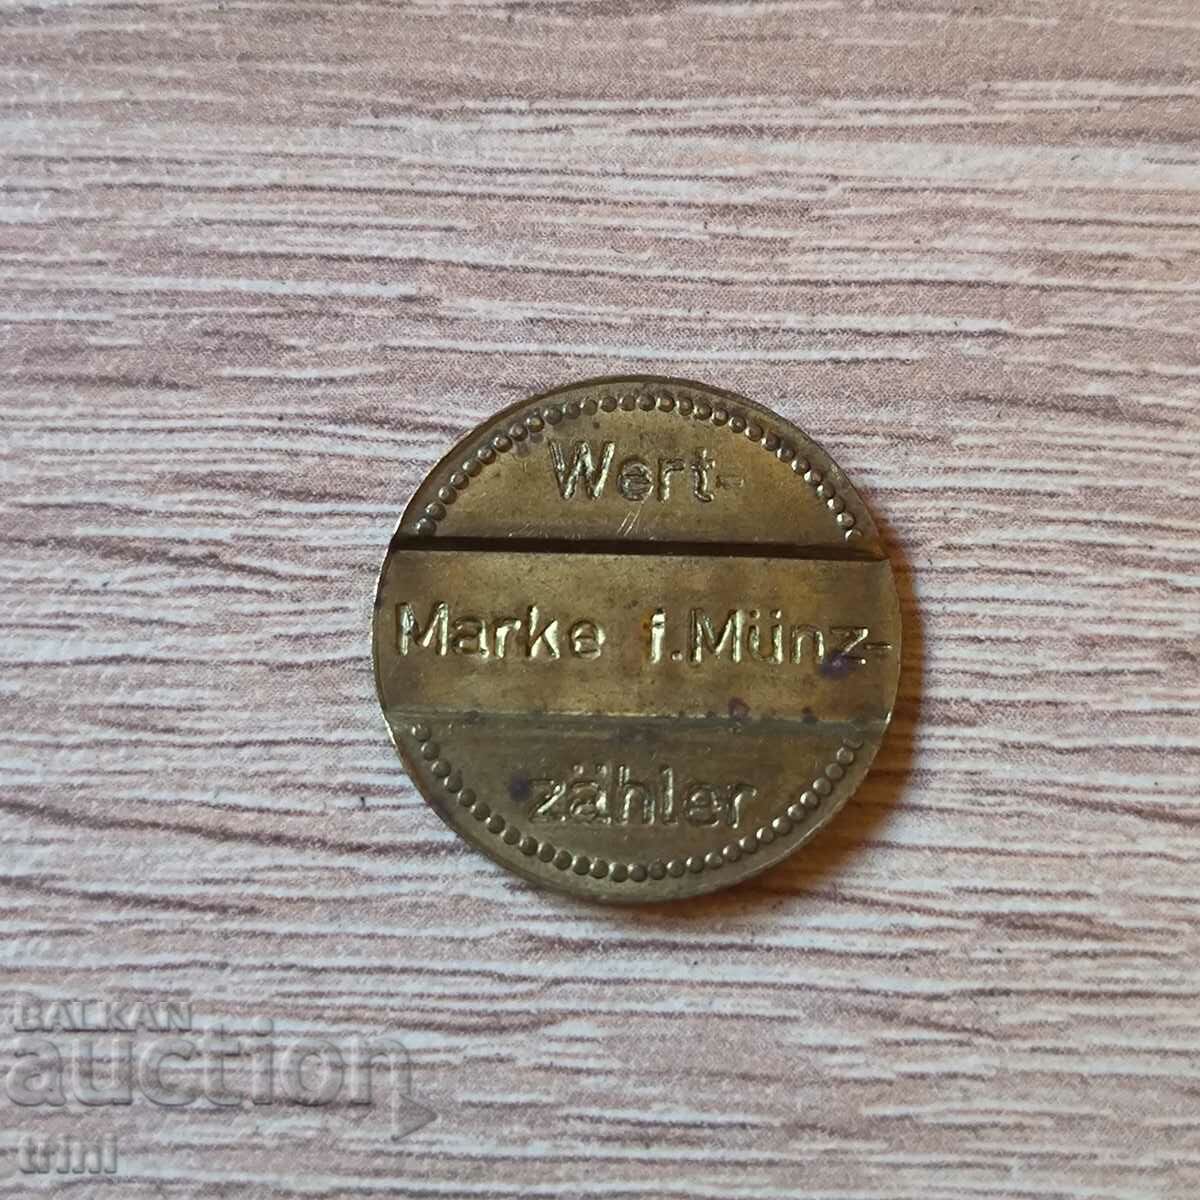 Wert-
Marke f.Münz-
zähler
BALKAN
auction
trini